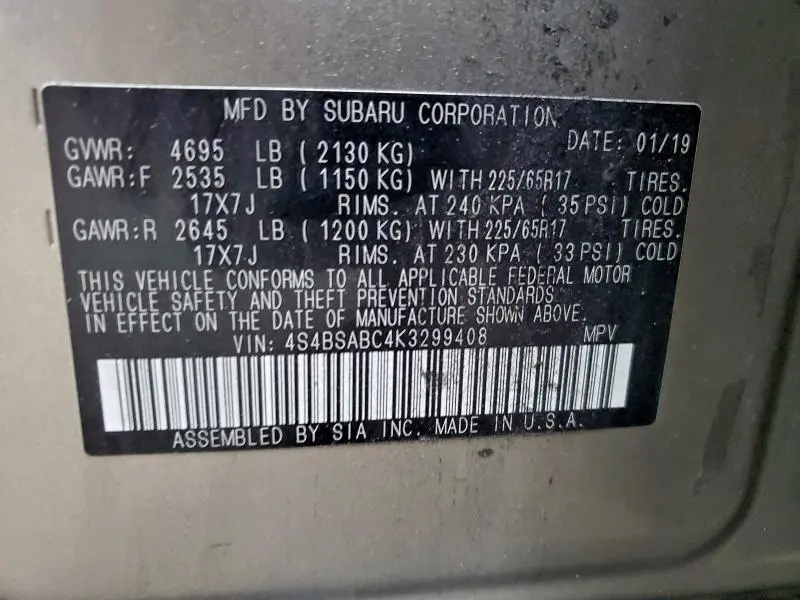 MFD BY SUBARU CORPORATION
DATE: 01/19
GVWR: 4695 LB ( 2130 KG)
GAWR:F 2535 LB ( 1150 KG) WITH 225/65R17 TIRES.
17X7J RIMS. AT 240 KPA ( 35 PSI) COLD
GAWR:R 2645 LB ( 1200 KG) WITH 225/65R17 TIRES.
17X7J RIMS. AT 230 KPA ( 33 PSI) COLD
THIS VEHICLE CONFORMS TO ALL APPLICABLE FEDERAL MOTOR
VEHICLE SAFETY AND THEFT PREVENTION STANDARDS
IN EFFECT ON THE DATE OF MANUFACTURE SHOWN ABOVE.
VIN: 4S4BSABC4K3299408 MPV
ASSEMBLED BY SIA INC. MADE IN U.S.A.